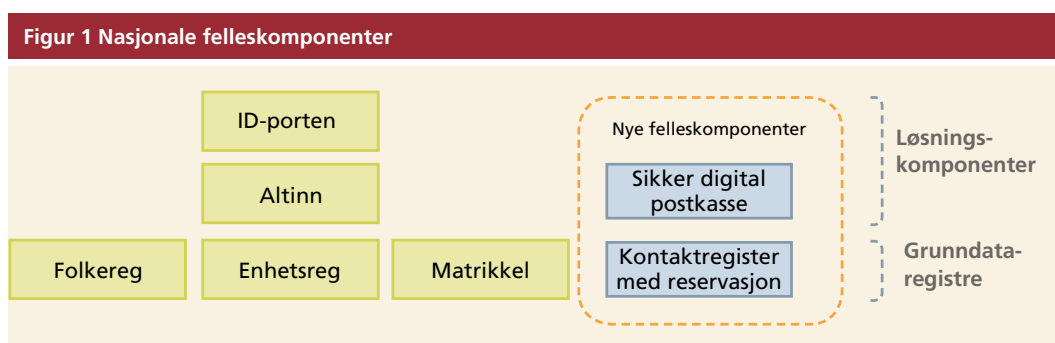 Figur 1 Nasjonale felleskomponenter
ID-porten
Altinn
Folkereg
Enhetsreg
Matrikkel
Nye felleskomponenter
Sikker digital
postkasse
Kontaktregister
med reservasjon
Løsnings-
komponenter
Grunndata-
registre